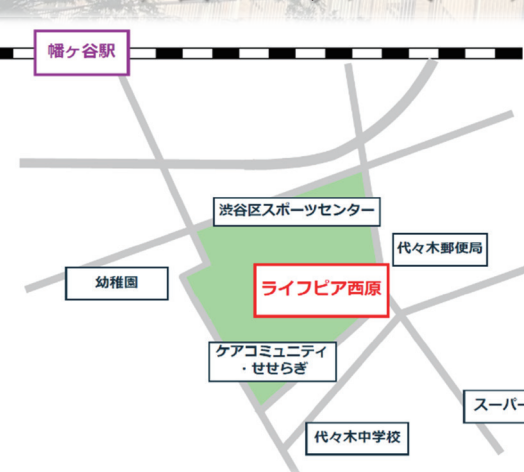 幡ヶ谷駅
渋谷区スポーツセンター
代々木郵便局
幼稚園
ライフピア西原
ケアコミュニティ
・せせらぎ
スーパー
代々木中学校